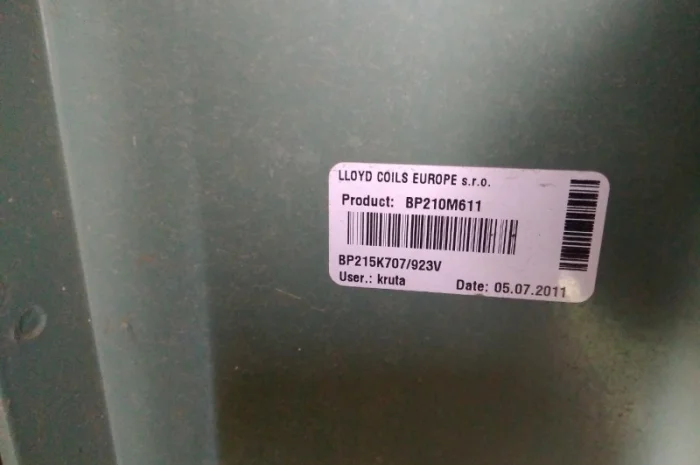 LLOYD COILS EUROPE s.r.o.
Product: BP210M611
BP215K707/923V
User.: kruta Date: 05.07.2011